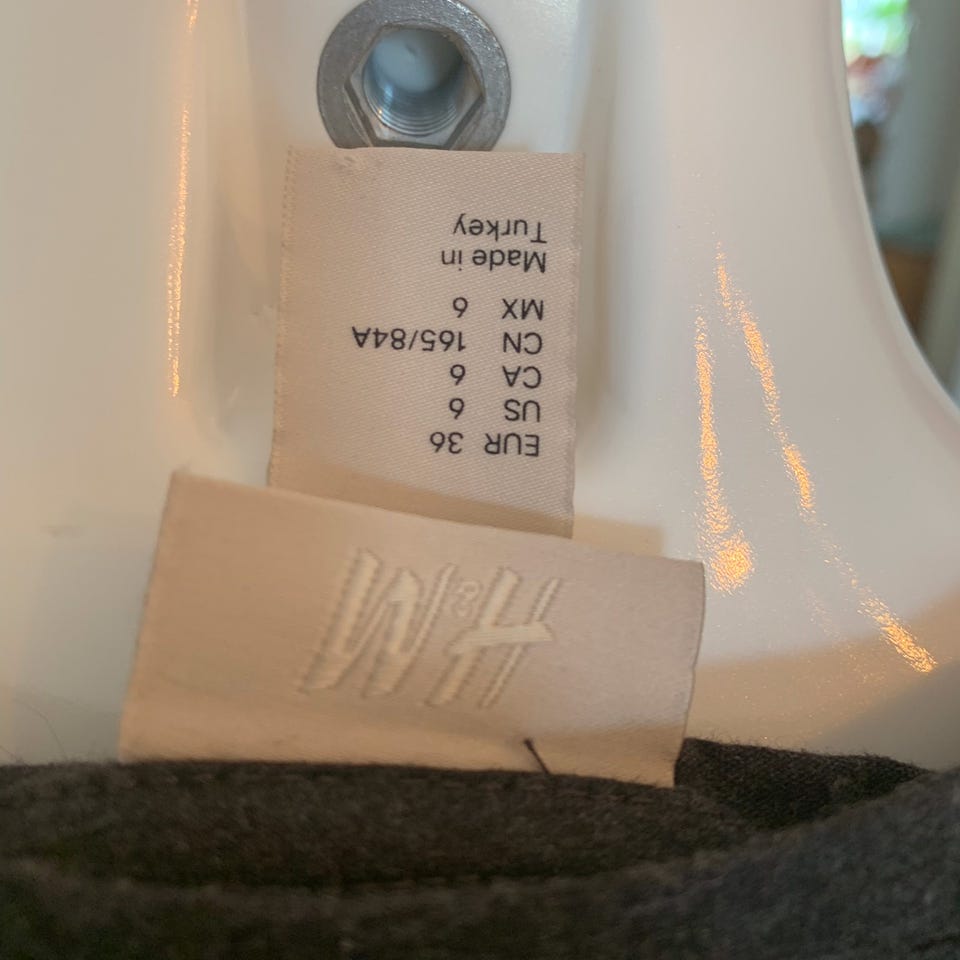 H&M
EUR 36
US 6
CA 6
CN 165/84A
MX 6
Made in
Turkey